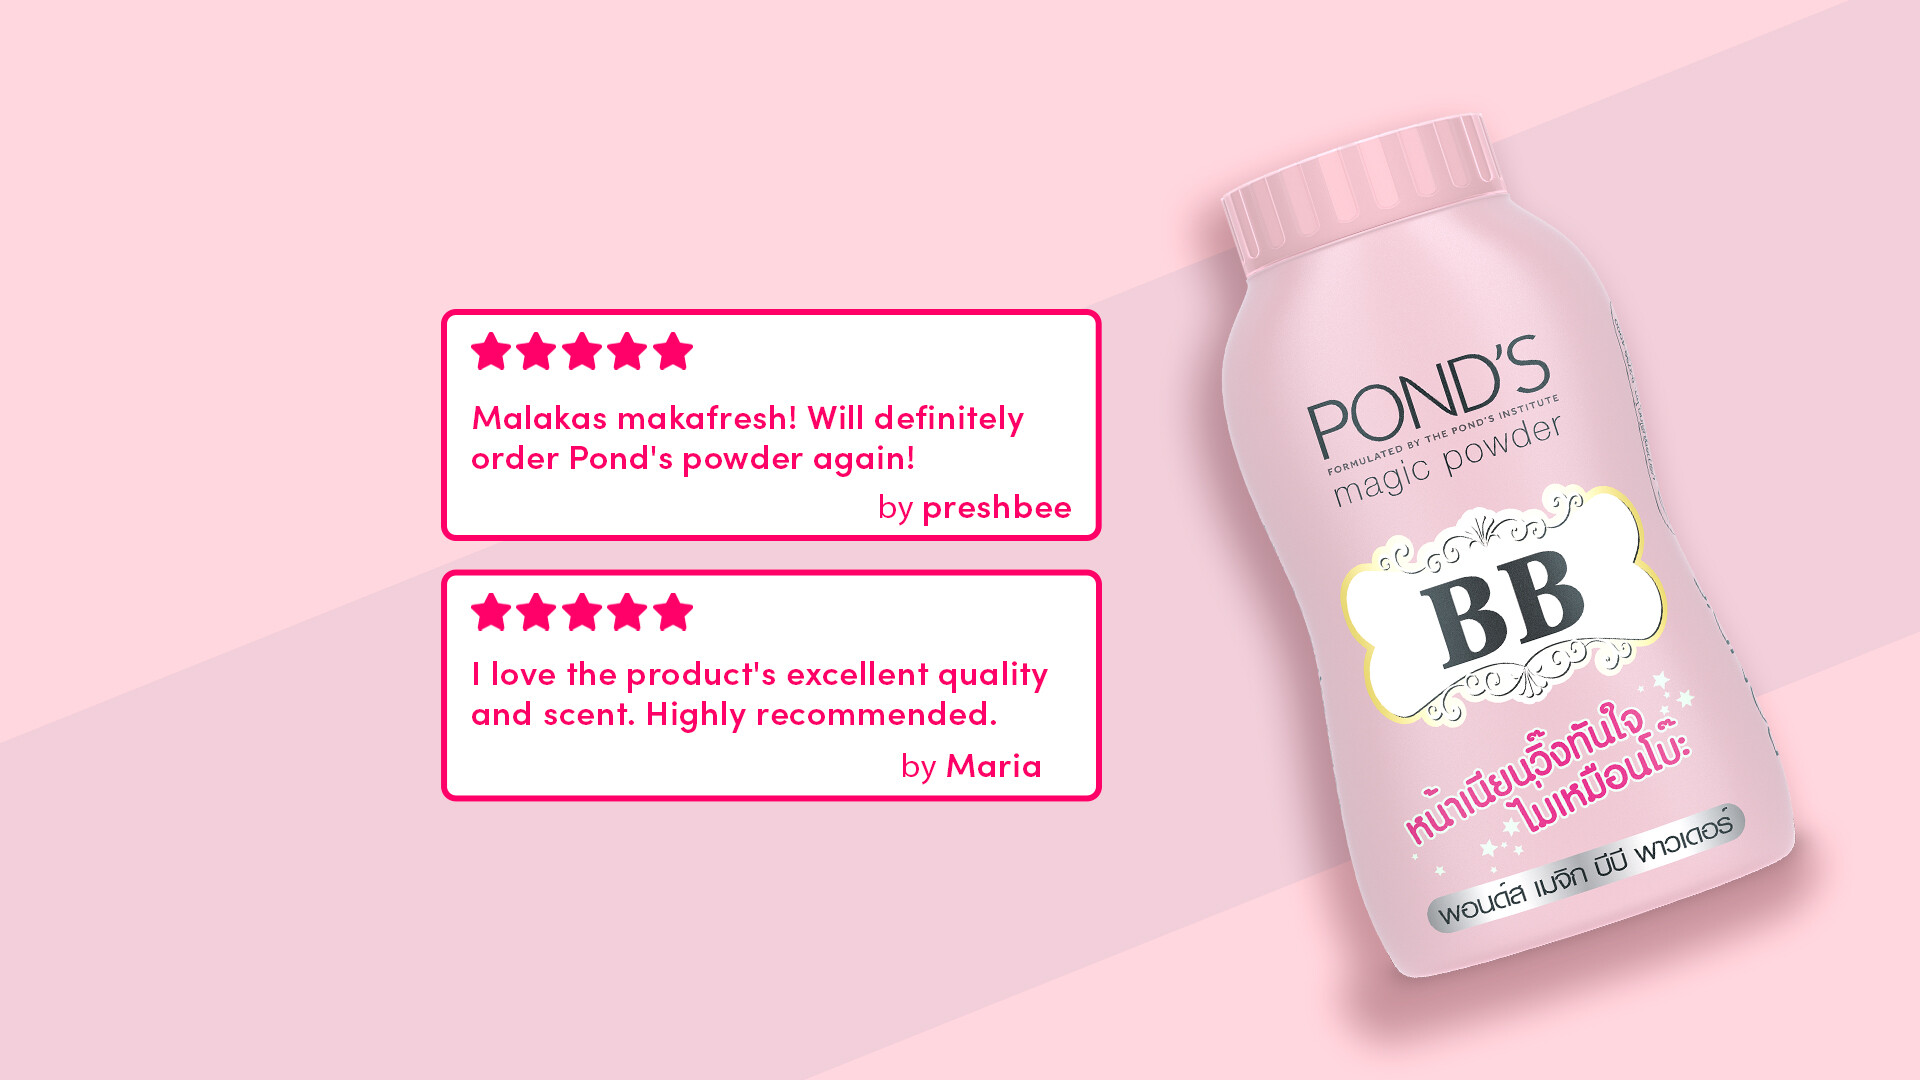 Malakas makafresh! Will definitely
order Pond's powder again!
by preshbee
I love the product's excellent quality
and scent. Highly recommended.
by Maria
POND'S
FORMULATED BY THE POND'S INSTITUTE
magic powder
BB
หน้าเนียนวิ๊งทันใจ
ไม่เหมือนโบ๊ะ
พอนด์ส เมจิก บีบี พาวเดอร์